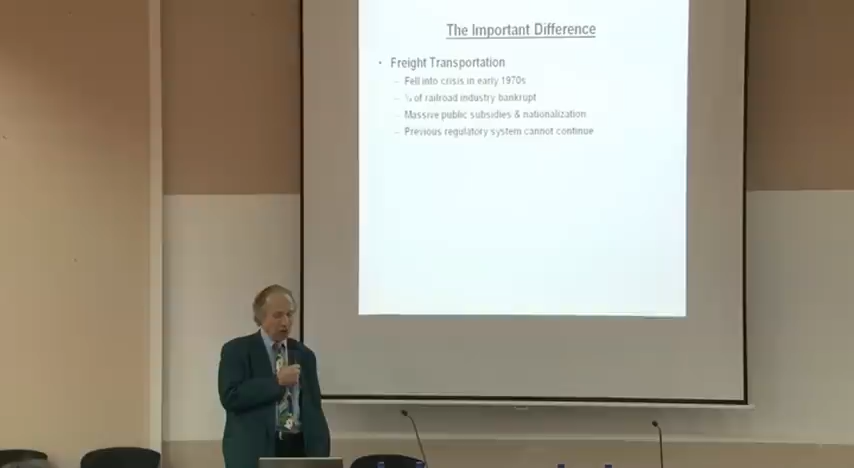 The Important Difference
• Freight Transportation
– Fell into crisis in early 1970s
– of railroad industry bankrupt
– Massive public subsidies & nationalization
– Previous regulatory system cannot continue